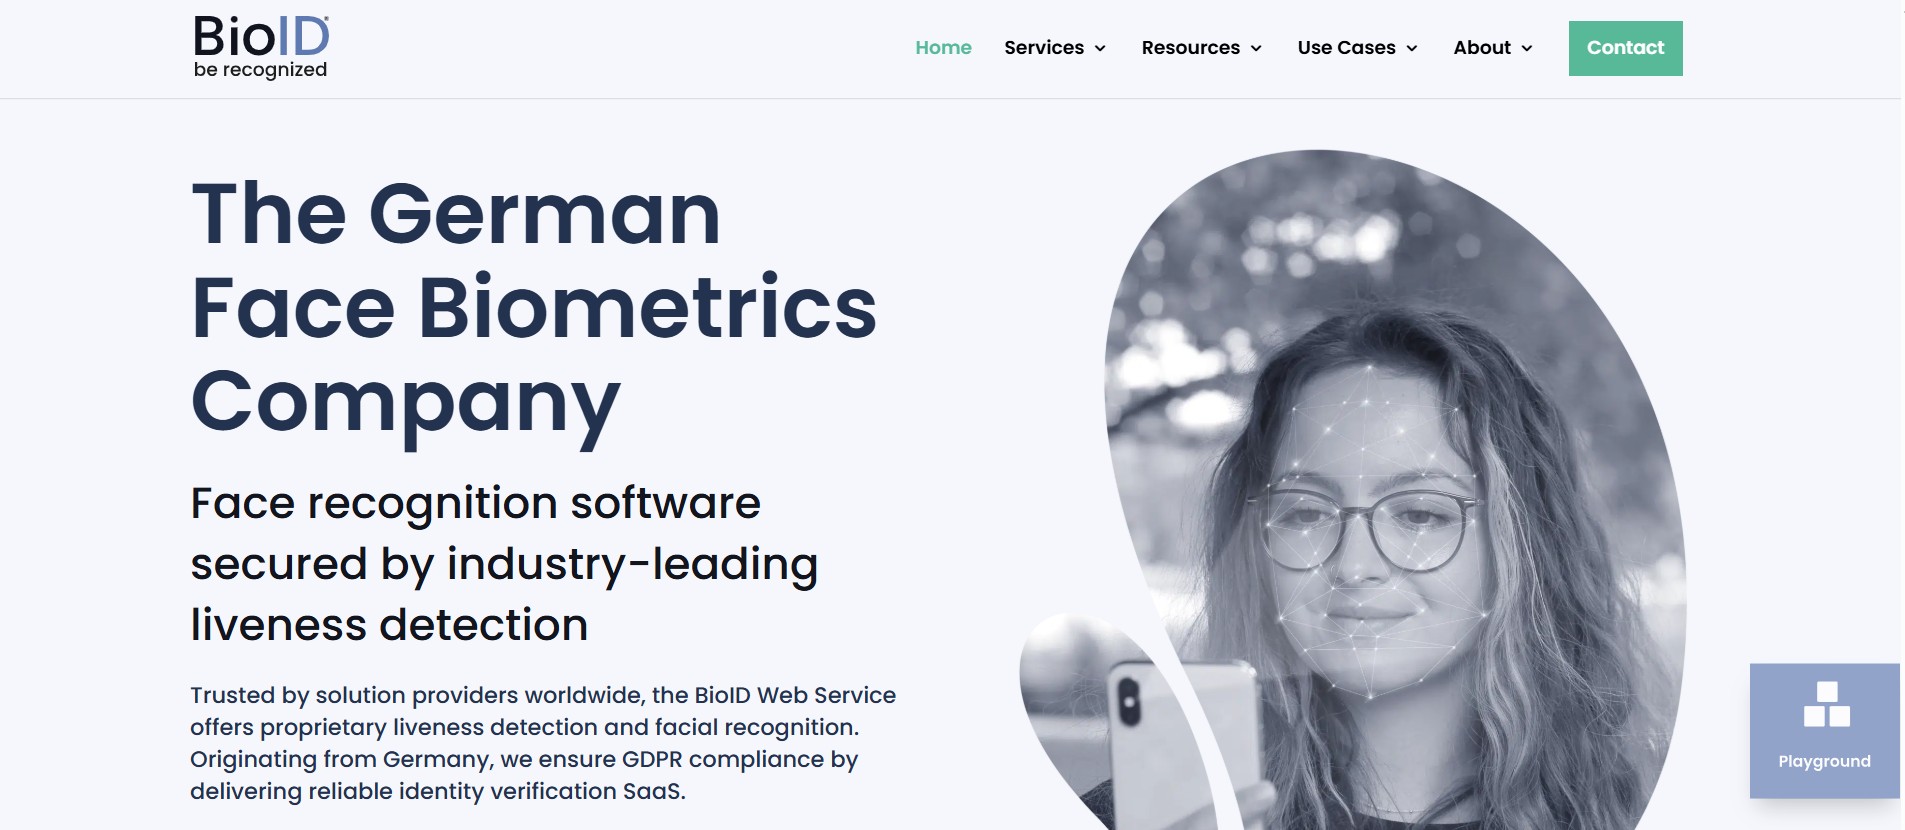 BioID®
be recognized
Home Services Resources Use Cases About Contact
The German
Face Biometrics
Company
Face recognition software
secured by industry-leading
liveness detection
Trusted by solution providers worldwide, the BioID Web Service
offers proprietary liveness detection and facial recognition.
Originating from Germany, we ensure GDPR compliance by
delivering reliable identity verification SaaS.
Playground